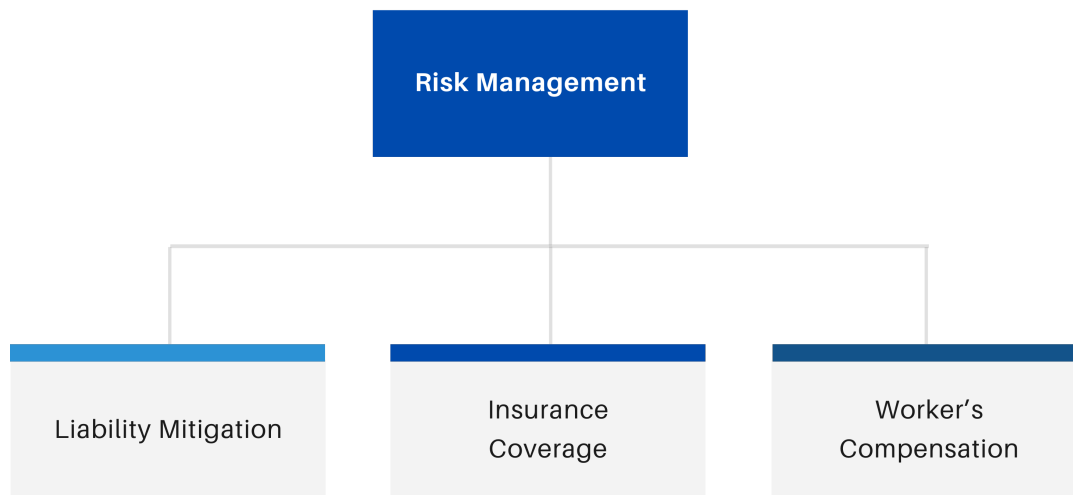 Risk Management
Liability Mitigation
Insurance
Coverage
Worker’s
Compensation